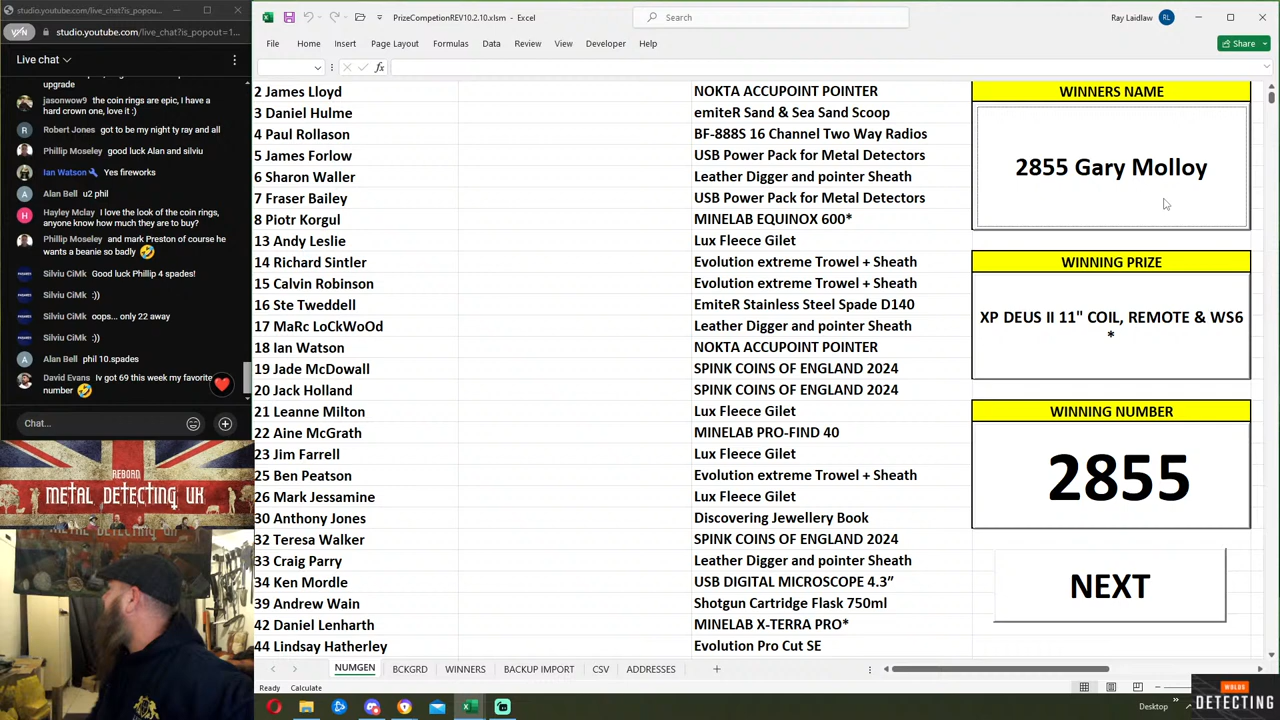 studio.youtube.com/live_chat?is_popou...
studio.youtube.com/live_chat?is_popout=1...
Live chat
upgrade
jasonwow9 the coin rings are epic, I have a
hard crown one, love it :)
Robert Jones got to be my night ty ray and all
Phillip Moseley good luck Alan and silviu
Ian Watson Yes fireworks
Alan Bell u2 phil
Hayley Mclay I love the look of the coin rings,
anyone know how much they are to buy?
Phillip Moseley and mark Preston of course he
wants a beanie so badly 🤣
Silviu CiMk Good luck Phillip 4 spades!
Silviu CiMk :))
Silviu CiMk oops... only 22 away
Silviu CiMk :))
Alan Bell phil 10.spades
David Evans Iv got 69 this week my favorite
number 🤣
Chat...
REBORN
METAL DETECTING UK
PrizeCompetionREV10.2.10.xlsm - Excel
Search
Ray Laidlaw
RL
File Home Insert Page Layout Formulas Data Review View Developer Help
Share
fx
2 James Lloyd NOKTA ACCUPOINT POINTER
3 Daniel Hulme emiteR Sand & Sea Sand Scoop
4 Paul Rollason BF-888S 16 Channel Two Way Radios
5 James Forlow USB Power Pack for Metal Detectors
6 Sharon Waller Leather Digger and pointer Sheath
7 Fraser Bailey USB Power Pack for Metal Detectors
8 Piotr Korgul MINELAB EQUINOX 600*
13 Andy Leslie Lux Fleece Gilet
14 Richard Sintler Evolution extreme Trowel + Sheath
15 Calvin Robinson Evolution extreme Trowel + Sheath
16 Ste Tweddell EmiteR Stainless Steel Spade D140
17 MaRc LoCkWoOd Leather Digger and pointer Sheath
18 Ian Watson NOKTA ACCUPOINT POINTER
19 Jade McDowall SPINK COINS OF ENGLAND 2024
20 Jack Holland SPINK COINS OF ENGLAND 2024
21 Leanne Milton Lux Fleece Gilet
22 Aine McGrath MINELAB PRO-FIND 40
23 Jim Farrell Lux Fleece Gilet
25 Ben Peatson Evolution extreme Trowel + Sheath
26 Mark Jessamine Lux Fleece Gilet
30 Anthony Jones Discovering Jewellery Book
32 Teresa Walker SPINK COINS OF ENGLAND 2024
33 Craig Parry Leather Digger and pointer Sheath
34 Ken Mordle USB DIGITAL MICROSCOPE 4.3”
39 Andrew Wain Shotgun Cartridge Flask 750ml
42 Daniel Lenharth MINELAB X-TERRA PRO*
44 Lindsay Hatherley Evolution Pro Cut SE
WINNERS NAME
2855 Gary Molloy
WINNING PRIZE
XP DEUS II 11" COIL, REMOTE & WS6
*
WINNING NUMBER
2855
NEXT
NUMGEN BCKGRD WINNERS BACKUP IMPORT CSV ADDRESSES
Ready Calculate
Desktop
DETECTING